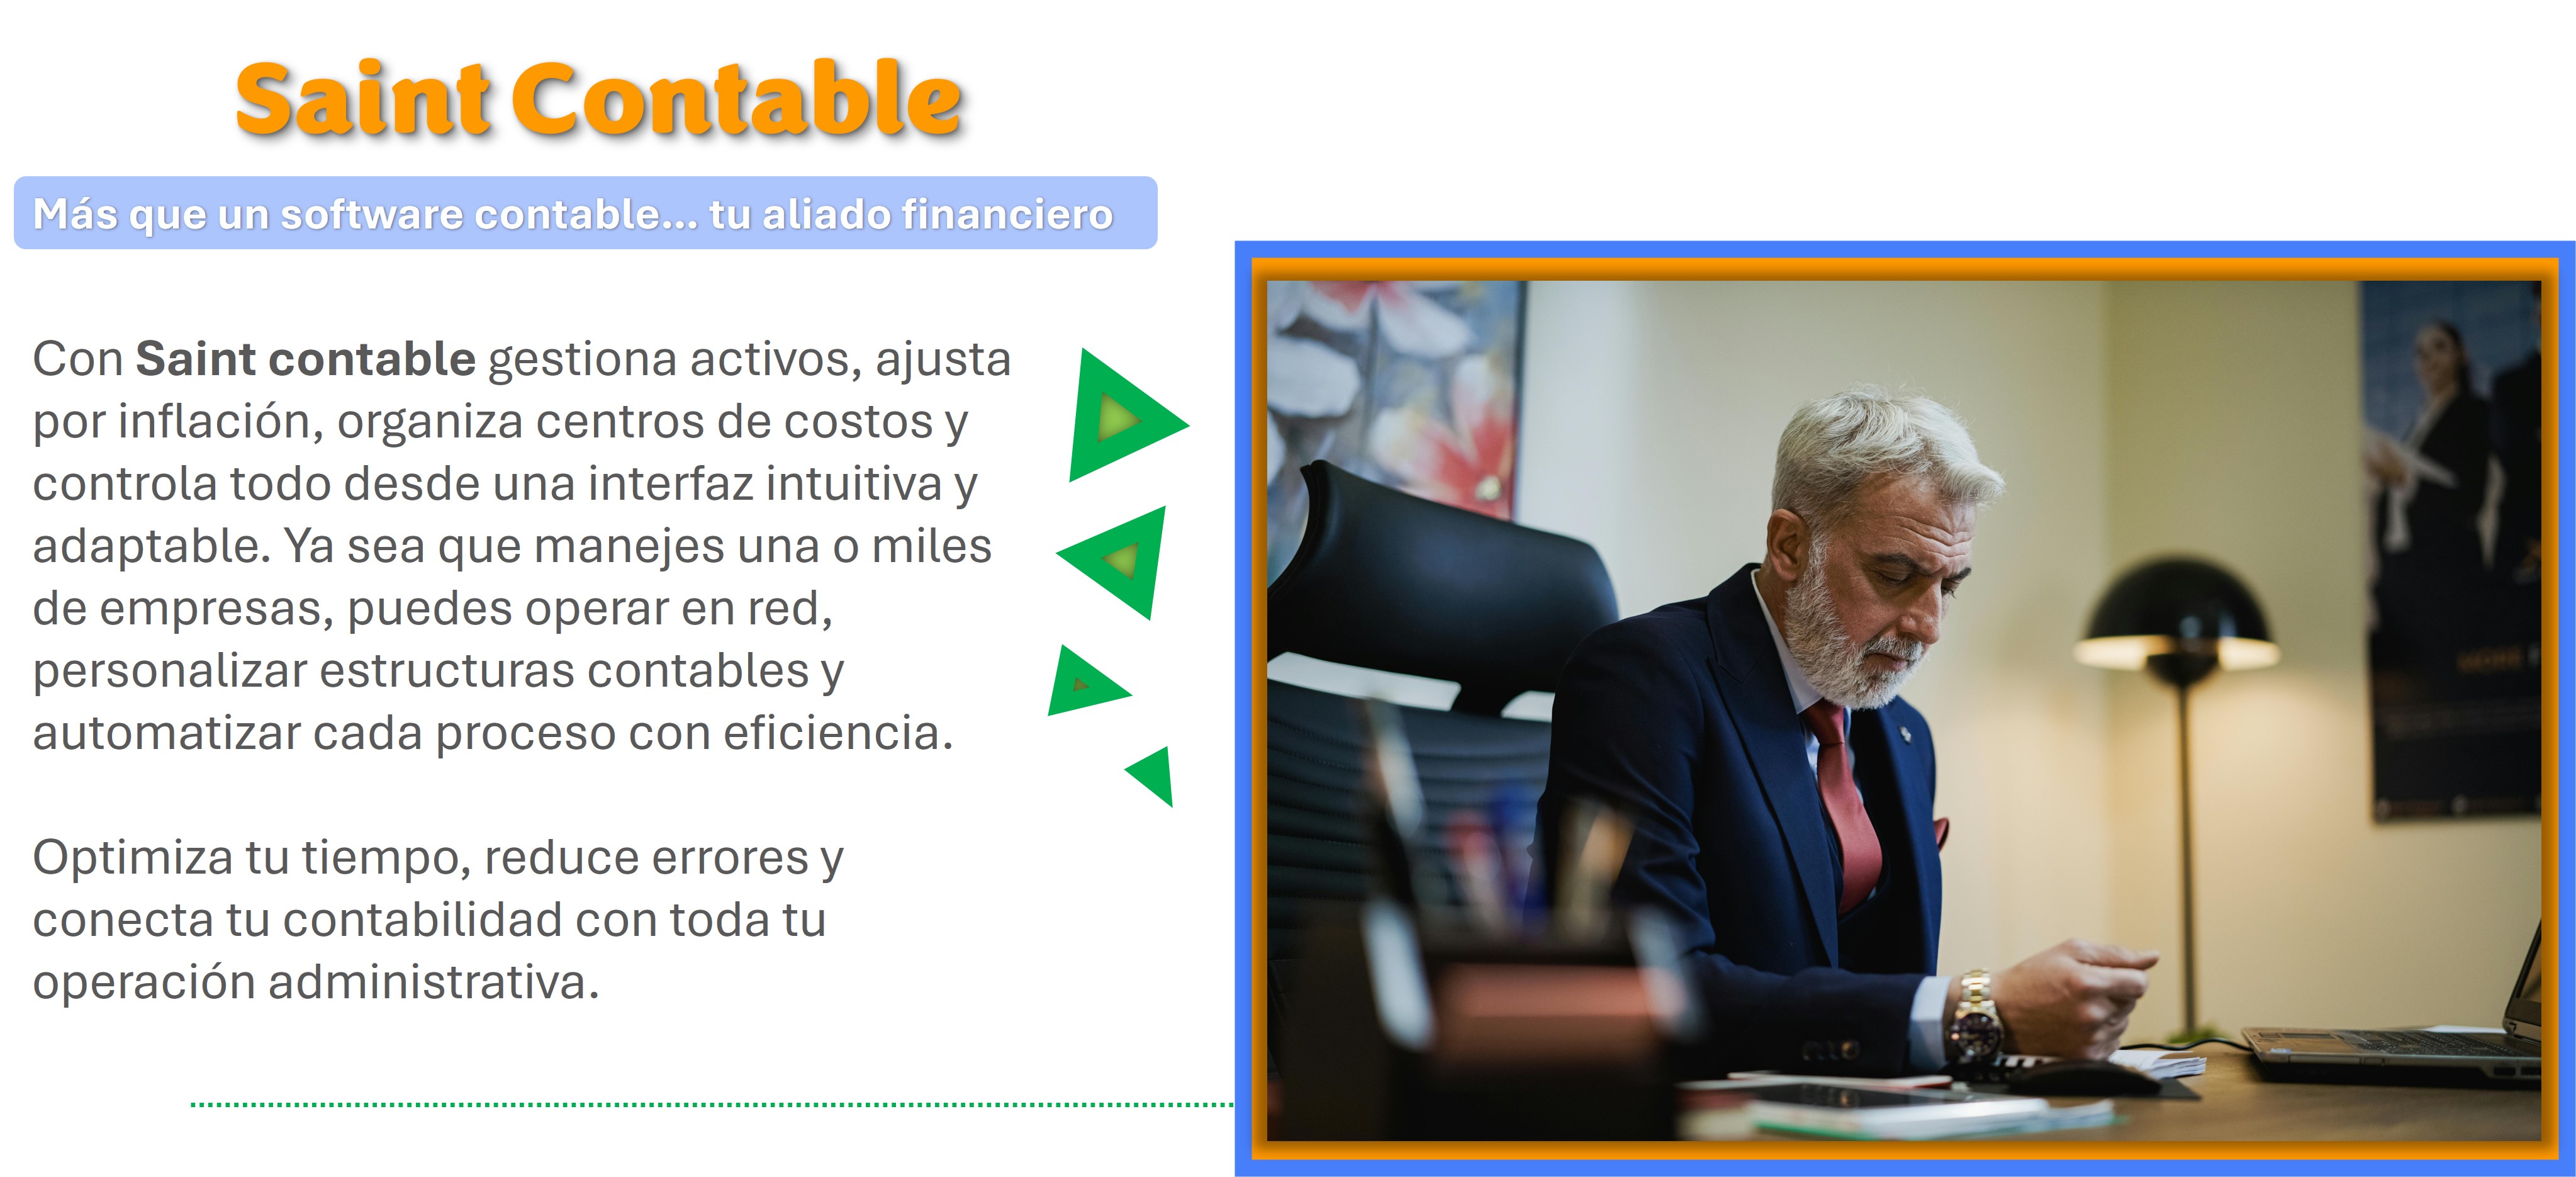 Saint Contable
Más que un software contable... tu aliado financiero
Con Saint contable gestiona activos, ajusta
por inflación, organiza centros de costos y
controla todo desde una interfaz intuitiva y
adaptable. Ya sea que manejes una o miles
de empresas, puedes operar en red,
personalizar estructuras contables y
automatizar cada proceso con eficiencia.
Optimiza tu tiempo, reduce errores y
conecta tu contabilidad con toda tu
operación administrativa.